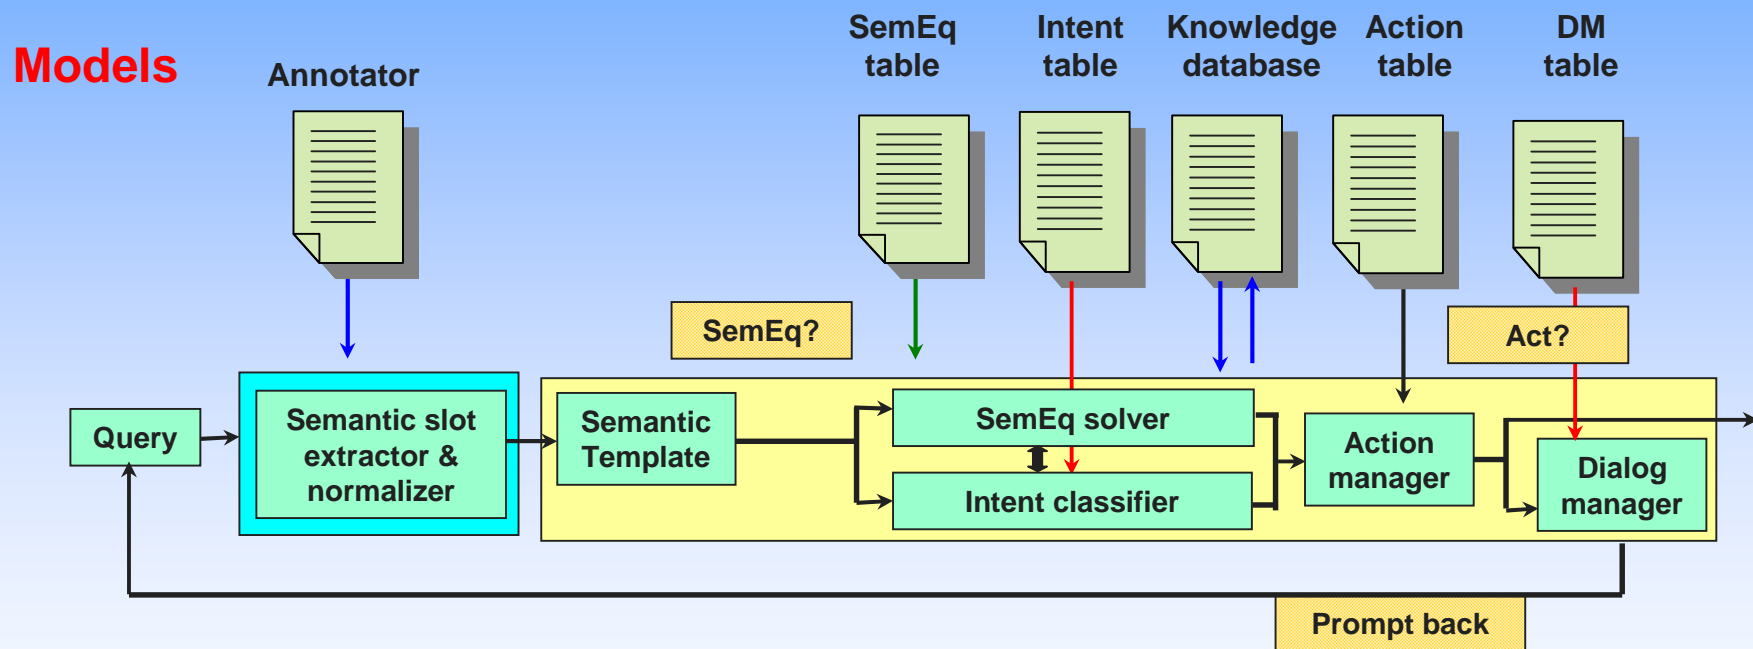 Models
Annotator
SemEq
table
Intent
table
Knowledge
database
Action
table
DM
table
SemEq?
Act?
Query
Semantic slot
extractor &
normalizer
Semantic
Template
SemEq solver
Intent classifier
Action
manager
Dialog
manager
Prompt back